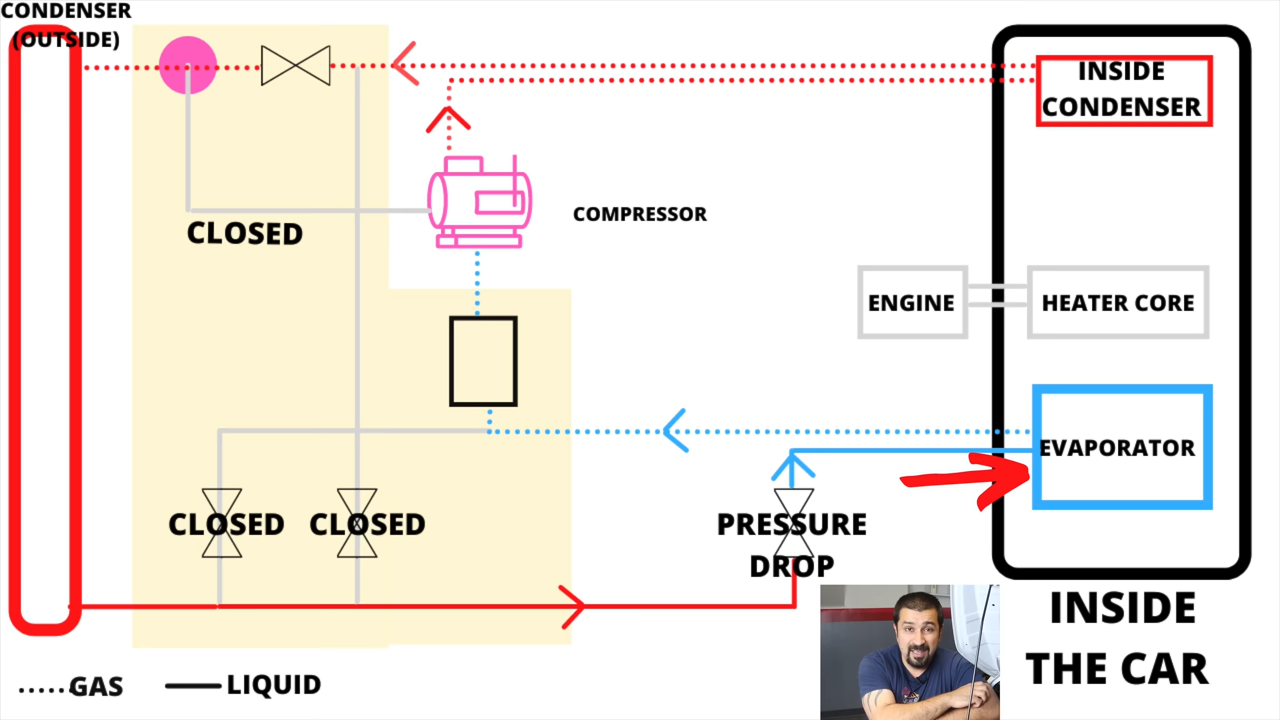 CONDENSER
(OUTSIDE)
INSIDE
CONDENSER
COMPRESSOR
CLOSED
ENGINE
HEATER CORE
EVAPORATOR
CLOSED
CLOSED
PRESSURE
DROP
INSIDE
THE CAR
GAS
LIQUID